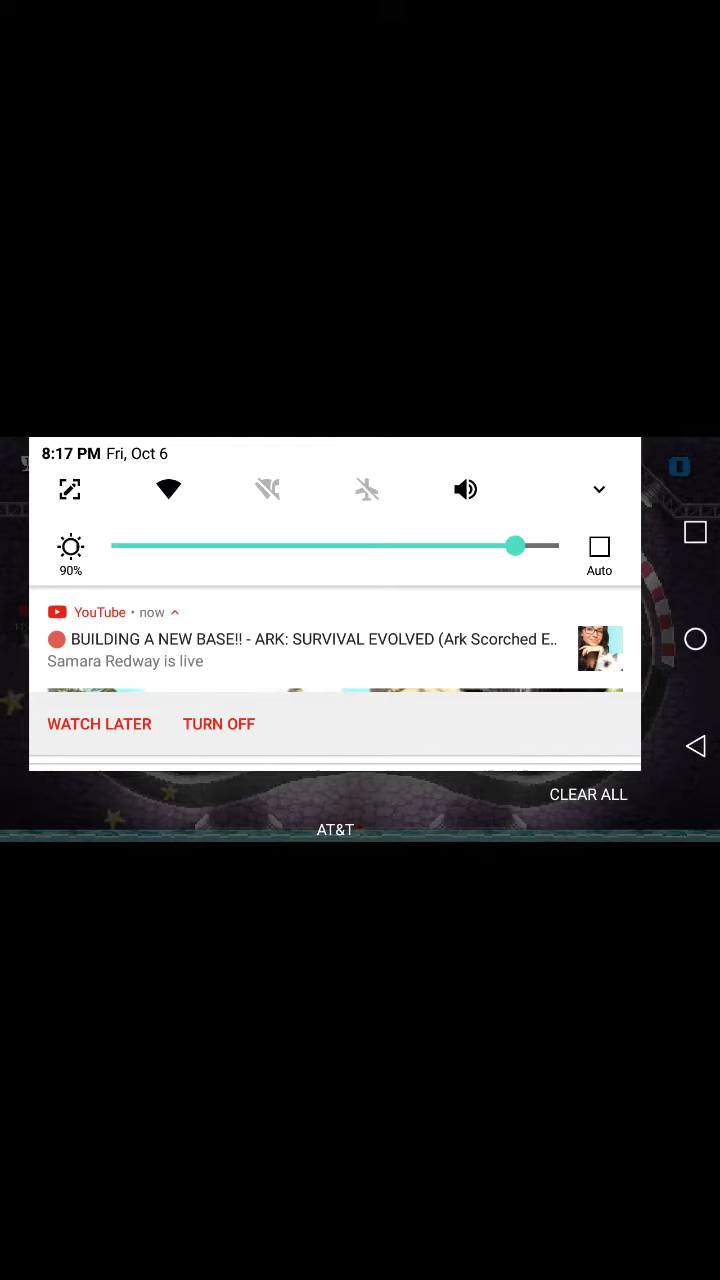 8:17 PM Fri, Oct 6
90%
Auto
YouTube • now
BUILDING A NEW BASE!! - ARK: SURVIVAL EVOLVED (Ark Scorched E..
Samara Redway is live
WATCH LATER TURN OFF
CLEAR ALL
AT&T